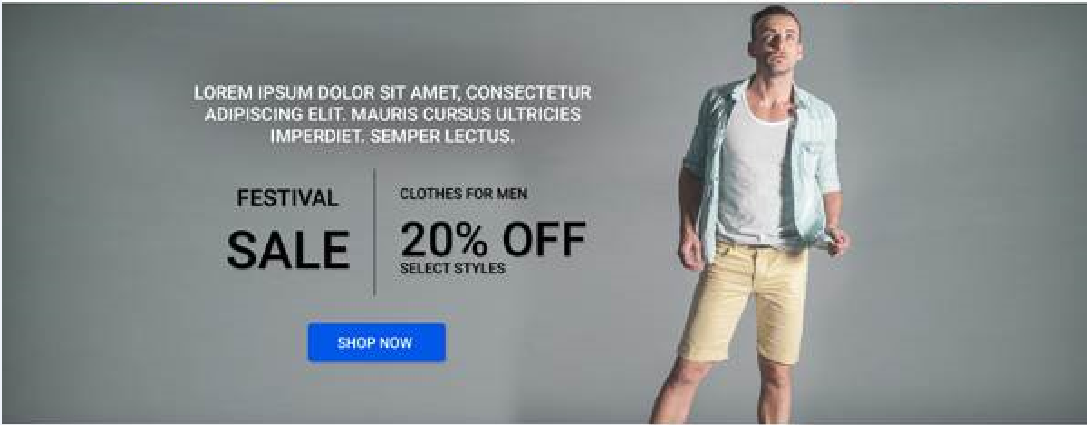 LOREM IPSUM DOLOR SIT AMET, CONSECTETUR
ADIPISCING ELIT. MAURIS CURSUS ULTRICIES
IMPERDIET. SEMPER LECTUS.
FESTIVAL
SALE
CLOTHES FOR MEN
20% OFF
SELECT STYLES
SHOP NOW